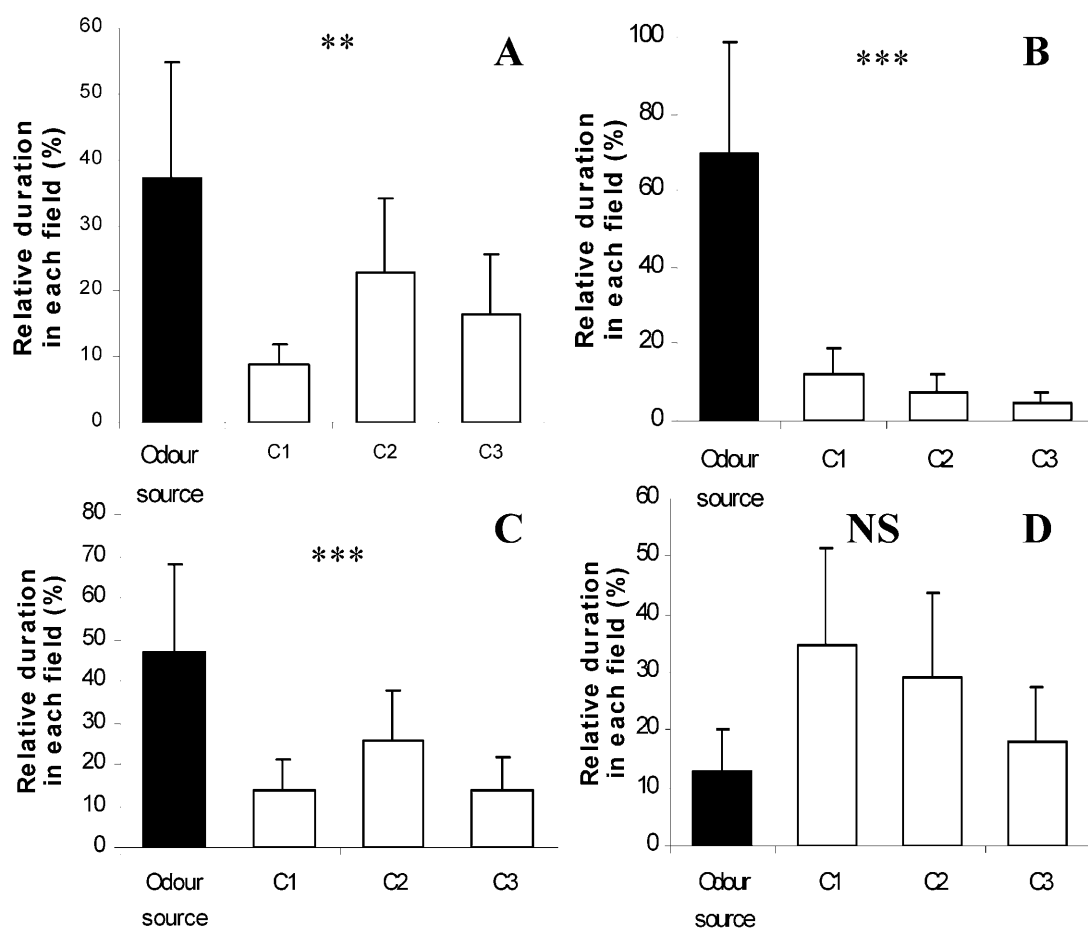 A
**
Relative duration
in each field (%)
60
50
40
30
20
10
0
Odour
source
C1
C2
C3
B
***
Relative duration
in each field (%)
100
80
60
40
20
0
Odour
source
C1
C2
C3
C
***
Relative duration
in each field (%)
80
70
60
50
40
30
20
10
0
Odour
source
C1
C2
C3
D
NS
Relative duration
in each field (%)
60
50
40
30
20
10
0
Odour
source
C1
C2
C3